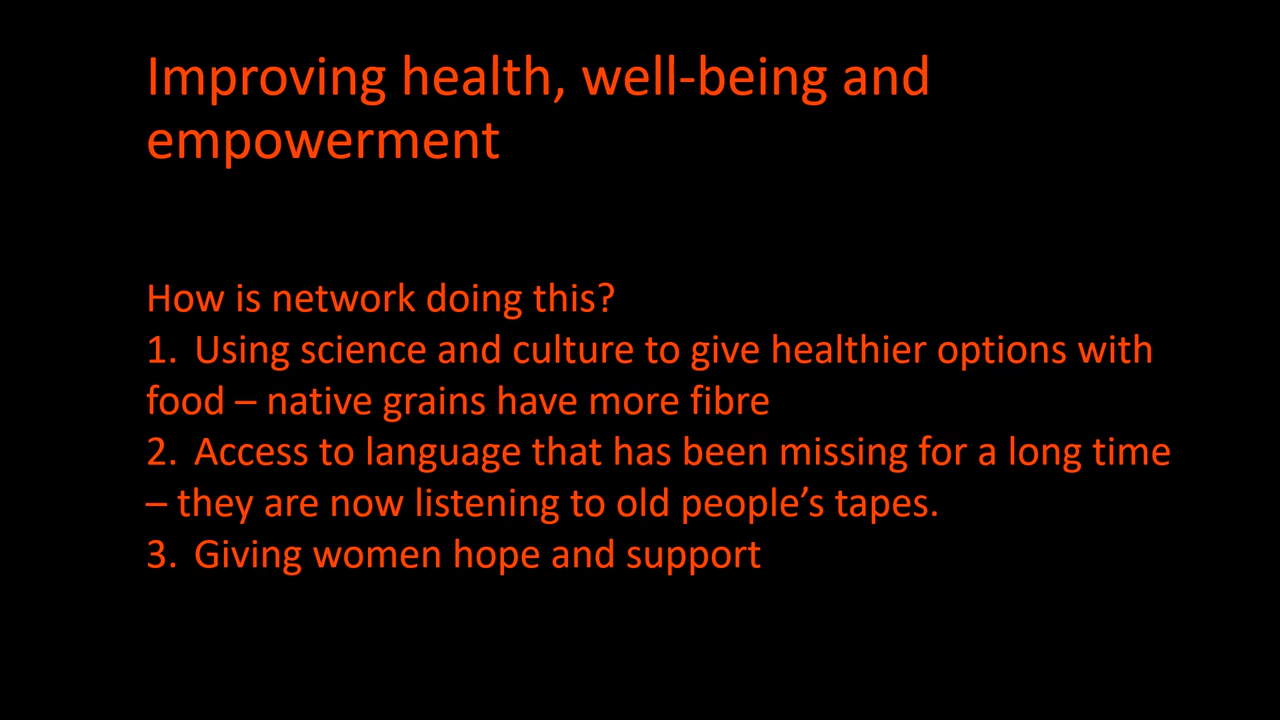 Improving health, well-being and
empowerment
How is network doing this?
1. Using science and culture to give healthier options with
food – native grains have more fibre
2. Access to language that has been missing for a long time
– they are now listening to old people’s tapes.
3. Giving women hope and support